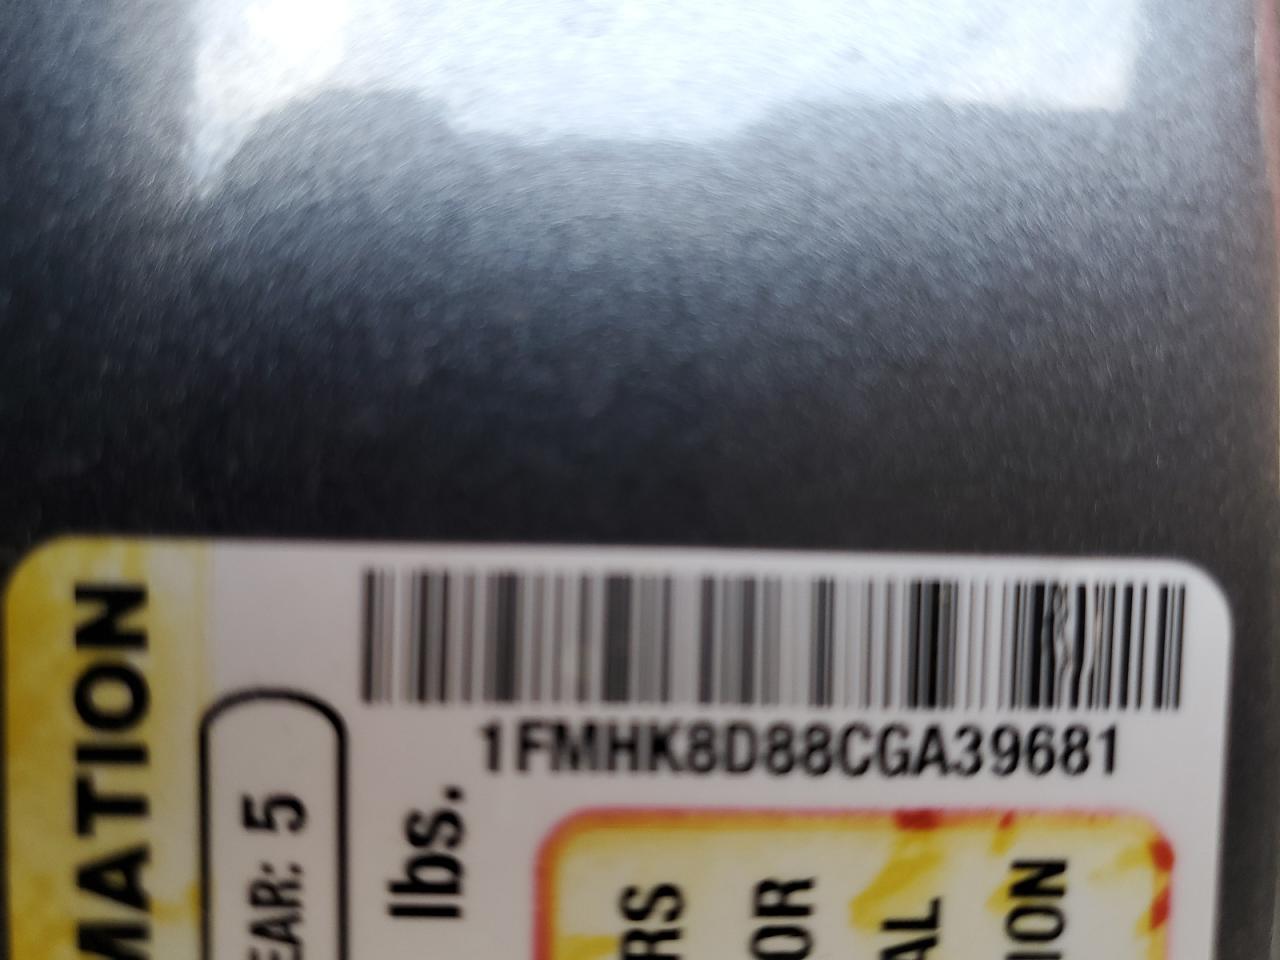 1FMHK8D88CGA39681
MATION
EAR: 5
lbs.
RS
OR
AL
ION